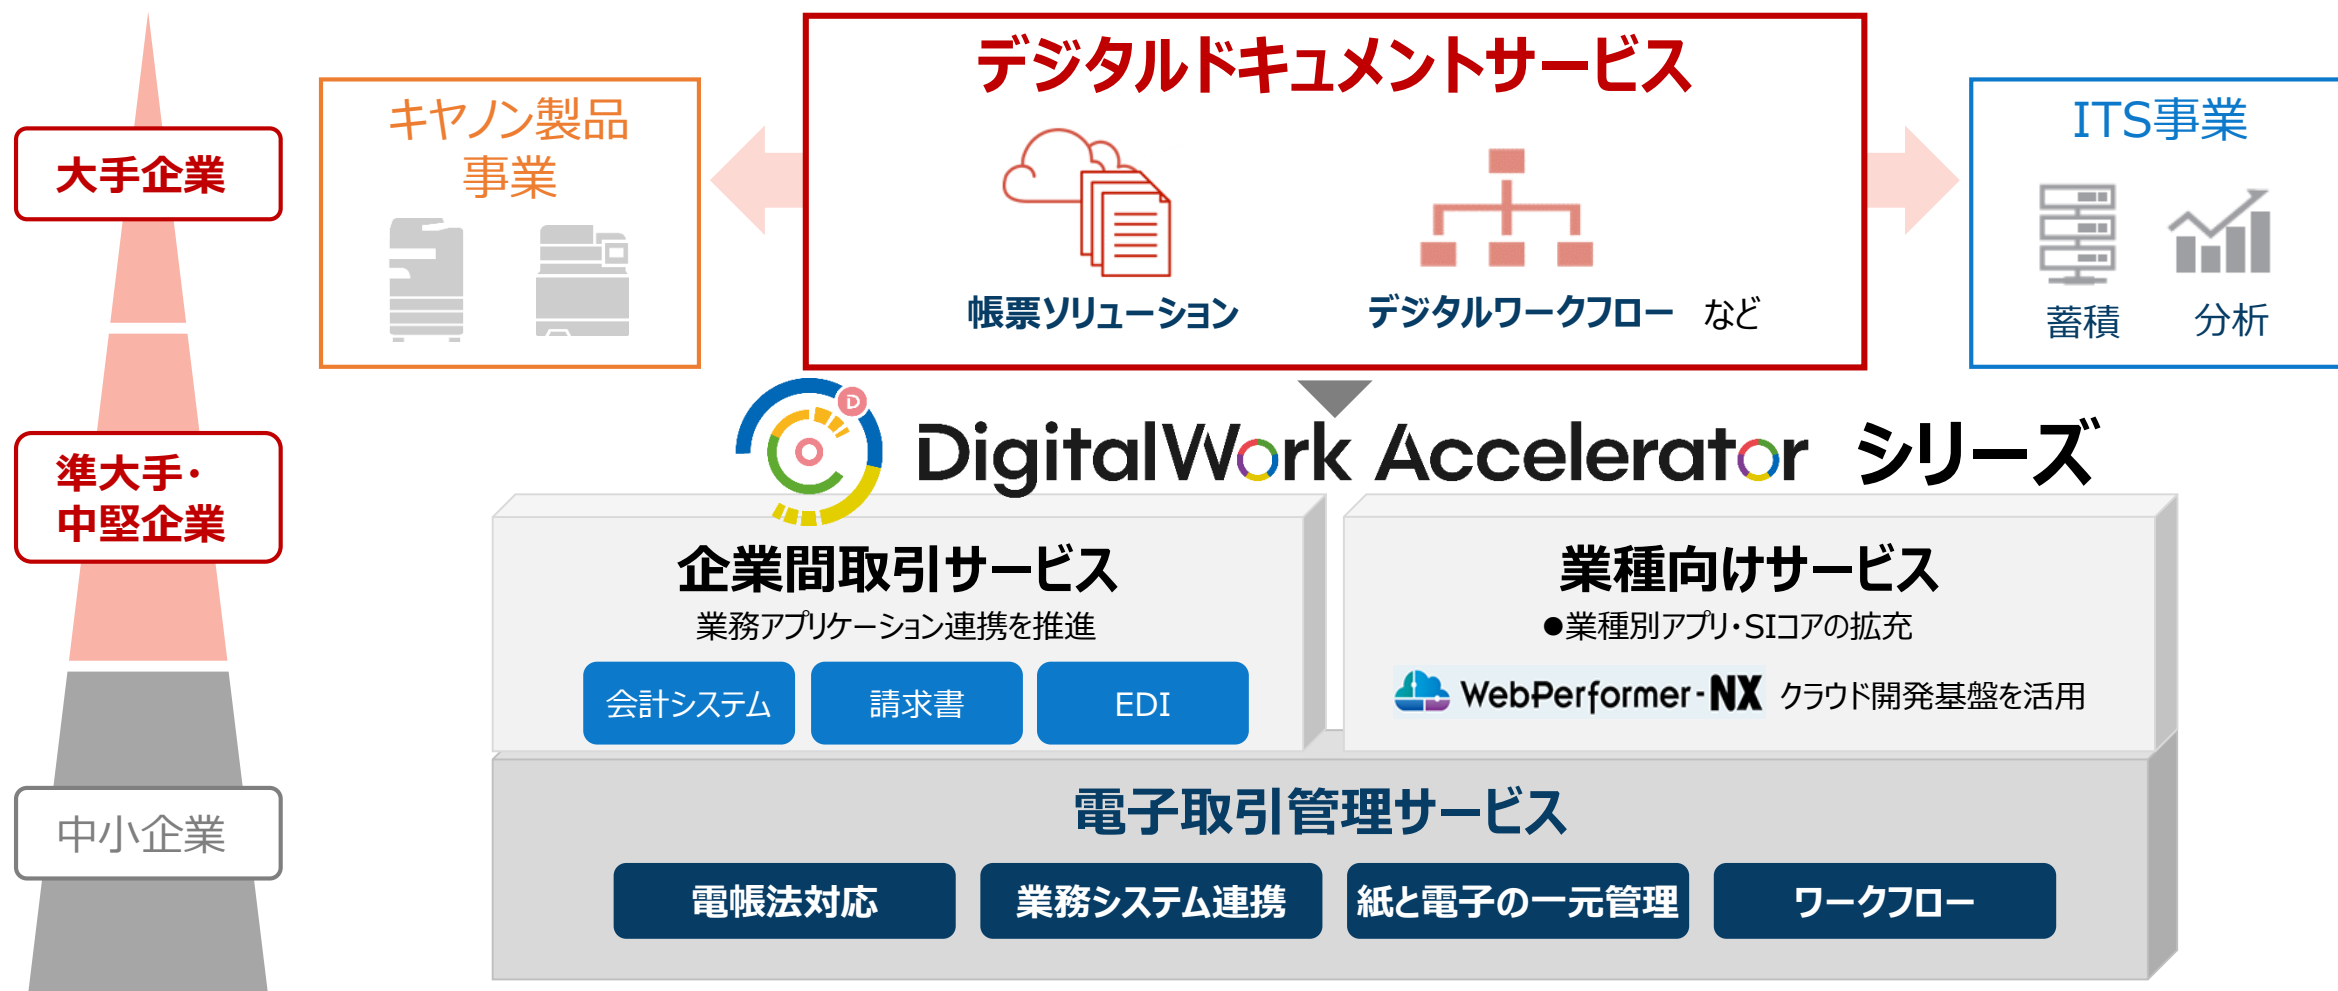 大手企業
準大手・
中堅企業
中小企業
キヤノン製品
事業
デジタルドキュメントサービス
帳票ソリューション
デジタルワークフロー など
ITS事業
蓄積
分析
D
DigitalWork Accelerator シリーズ
企業間取引サービス
業務アプリケーション連携を推進
会計システム
請求書
EDI
業種向けサービス
●業種別アプリ・SIコアの拡充
WebPerformer-NX クラウド開発基盤を活用
電子取引管理サービス
電帳法対応
業務システム連携
紙と電子の一元管理
ワークフロー